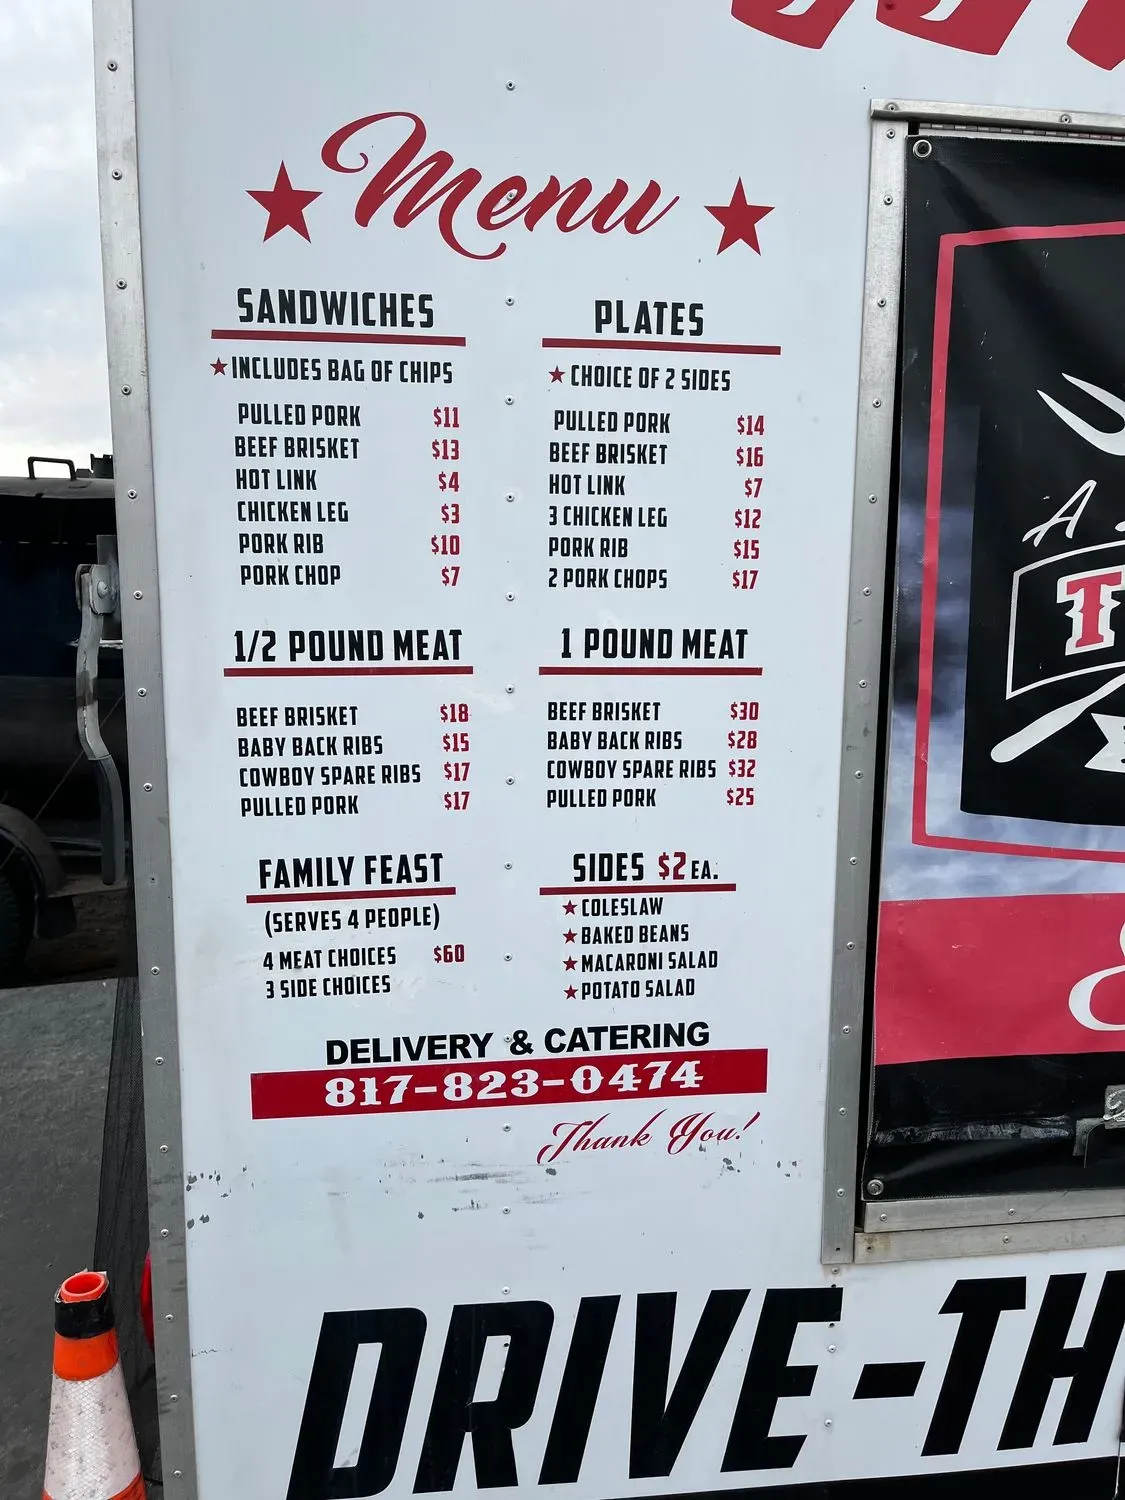 Menu
SANDWICHES
INCLUDES BAG OF CHIPS
PULLED PORK $11
BEEF BRISKET $13
HOT LINK $4
CHICKEN LEG $3
PORK RIB $10
PORK CHOP $7
PLATES
CHOICE OF 2 SIDES
PULLED PORK $14
BEEF BRISKET $16
HOT LINK $7
3 CHICKEN LEG $12
PORK RIB $15
2 PORK CHOPS $17
1/2 POUND MEAT
BEEF BRISKET $18
BABY BACK RIBS $15
COWBOY SPARE RIBS $17
PULLED PORK $17
1 POUND MEAT
BEEF BRISKET $30
BABY BACK RIBS $28
COWBOY SPARE RIBS $32
PULLED PORK $25
FAMILY FEAST
(SERVES 4 PEOPLE)
4 MEAT CHOICES $60
3 SIDE CHOICES
SIDES $2 EA.
COLESLAW
BAKED BEANS
MACARONI SALAD
POTATO SALAD
DELIVERY & CATERING
817-823-0474
Thank You!
A
T
&
DRIVE-TH